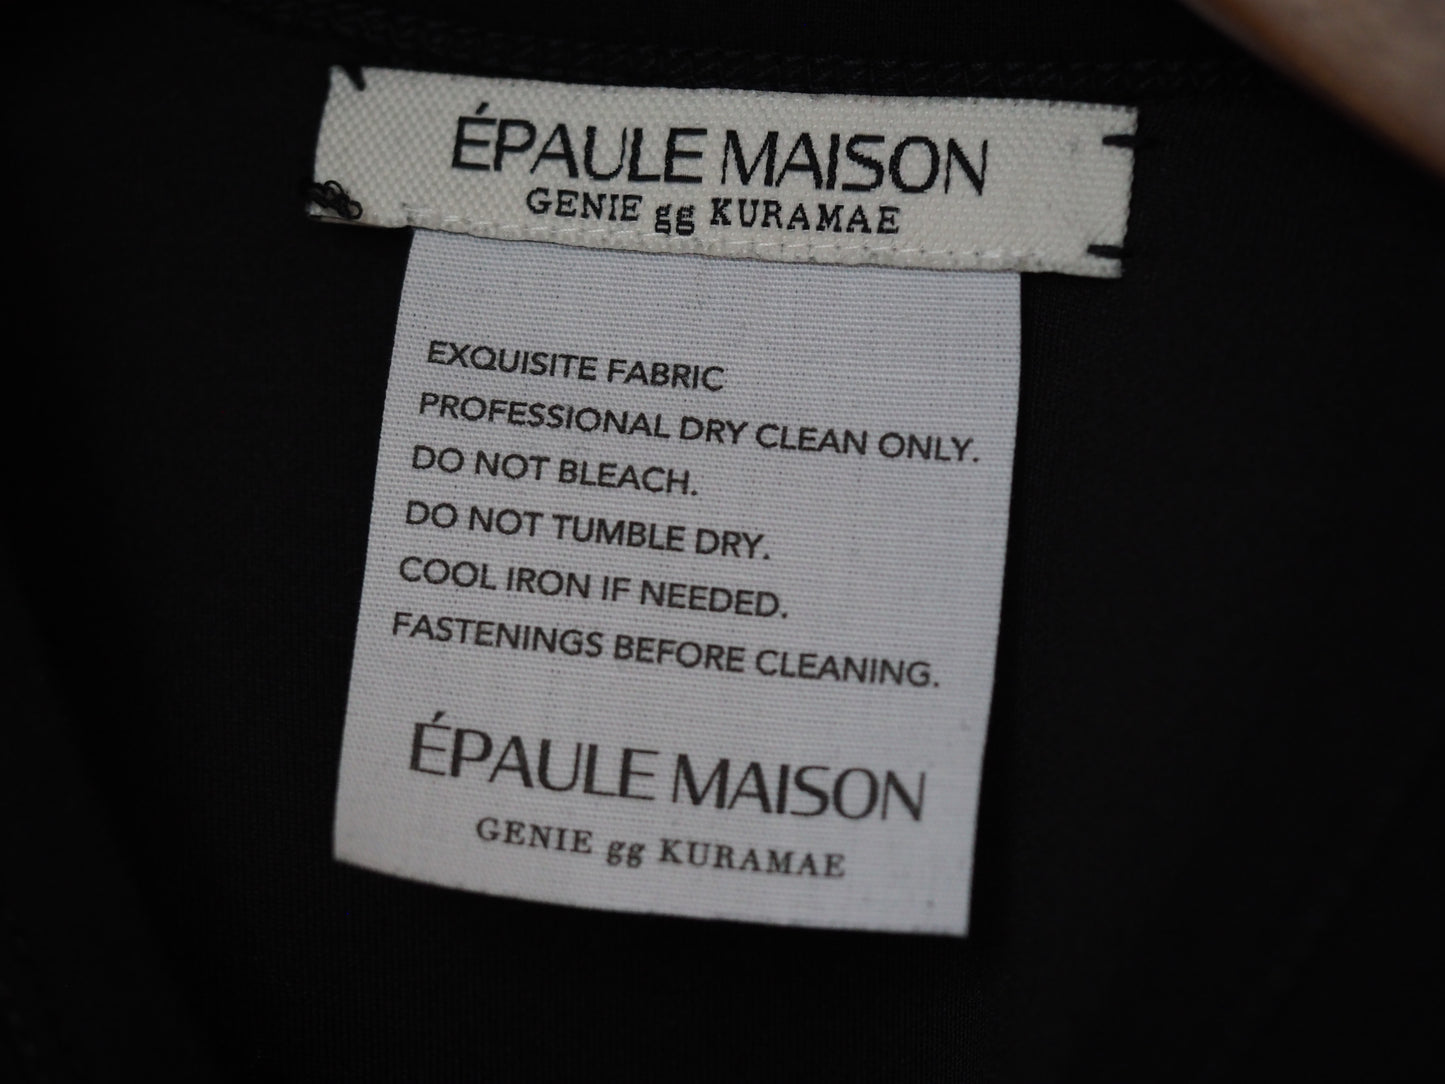 ÉPAULE MAISON
GENIE gg KURAMAE
EXQUISITE FABRIC
PROFESSIONAL DRY CLEAN ONLY.
DO NOT BLEACH.
DO NOT TUMBLE DRY.
COOL IRON IF NEEDED.
FASTENINGS BEFORE CLEANING.
ÉPAULE MAISON
GENIE gg KURAMAE